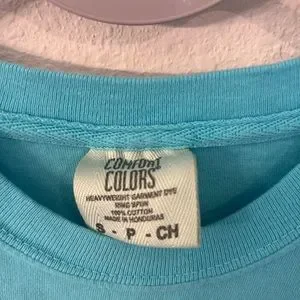 COMFORT
COLORS
HEAVYWEIGHT GARMENT DYE
RING SPUN
100% COTTON
MADE IN HONDURAS
S - P - CH